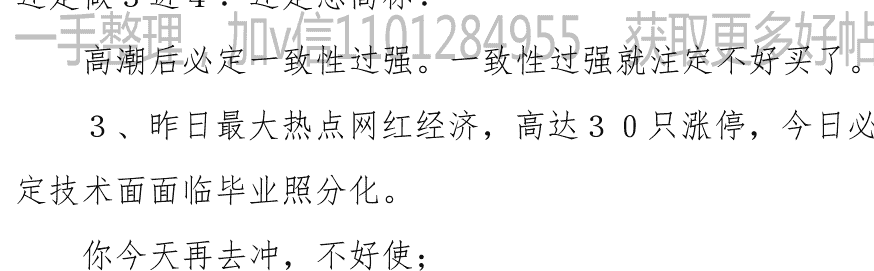 一手整理，加v信1101284955，获取更多好帖
高潮后必定一致性过强。一致性过强就注定不好买了。
３、昨日最大热点网红经济，高达３０只涨停，今日必
定技术面面临毕业照分化。
你今天再去冲，不好使；